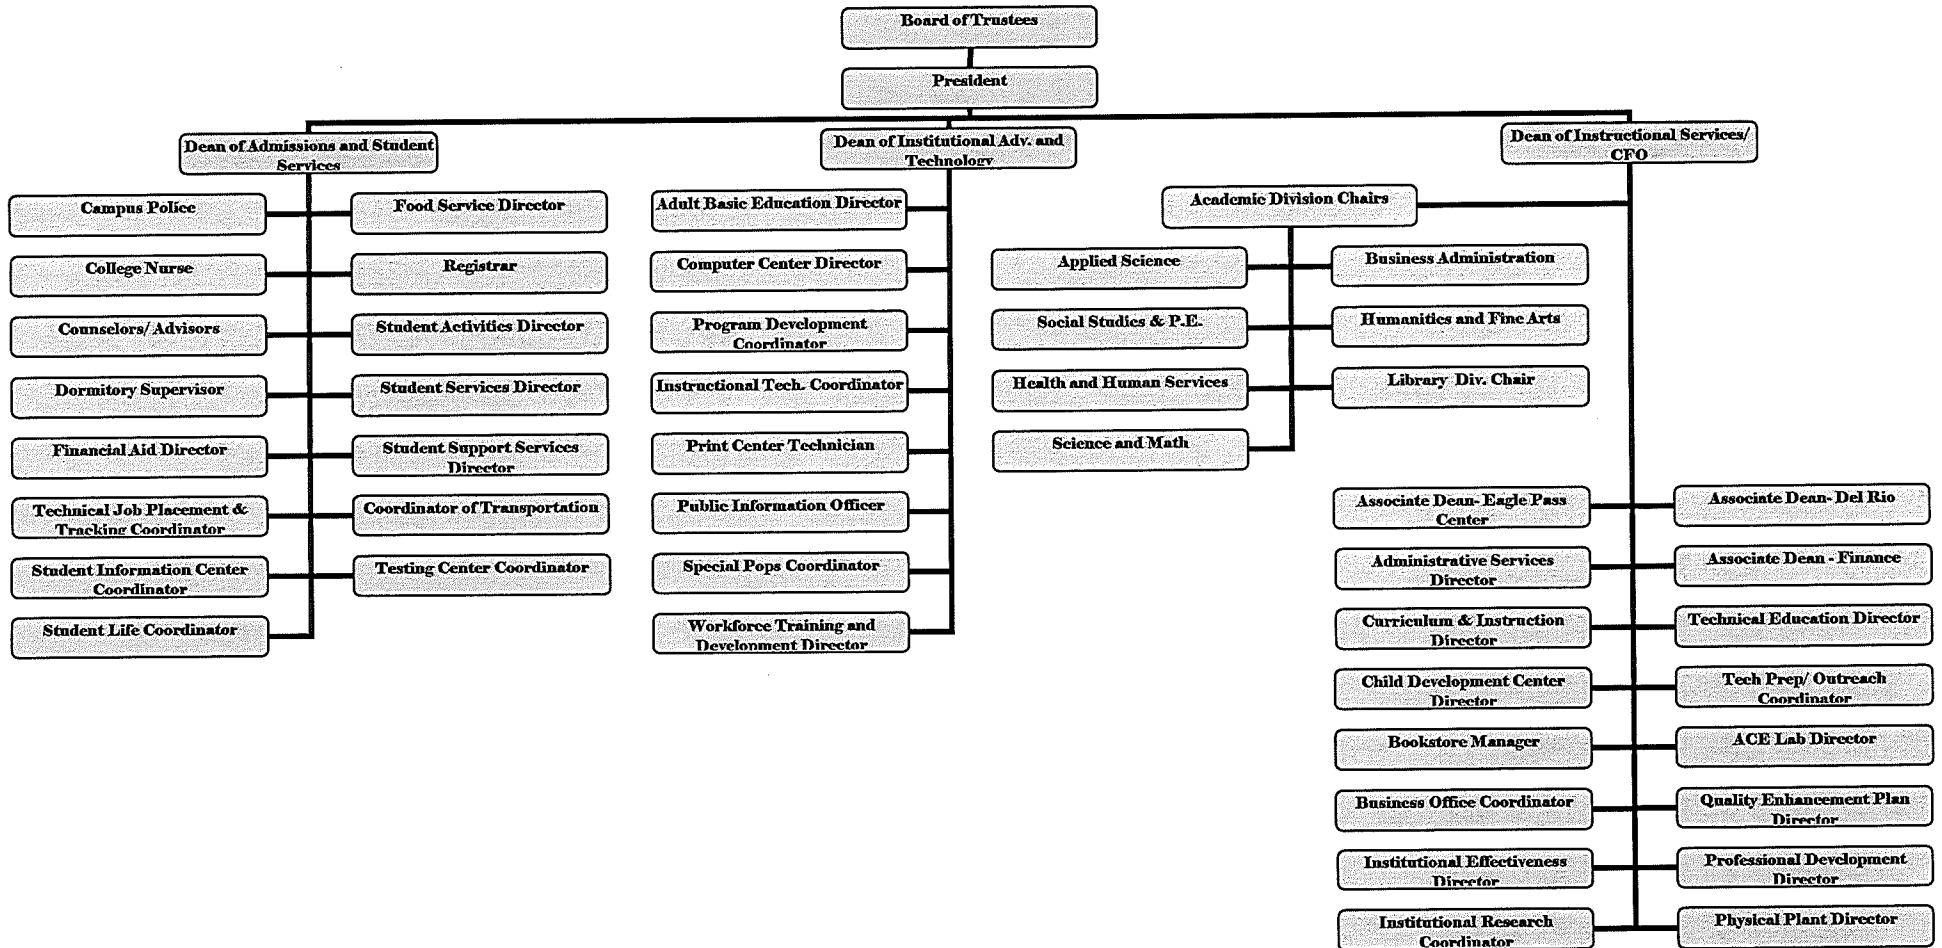 Board of Trustees
President
Dean of Admissions and Student
Services
Dean of Institutional Adv. and
Technology
Dean of Instructional Services/
CFO
Campus Police
Food Service Director
College Nurse
Registrar
Counselors/Advisors
Student Activities Director
Dormitory Supervisor
Student Services Director
Financial Aid Director
Student Support Services
Director
Technical Job Placement &
Tracking Coordinator
Coordinator of Transportation
Student Information Center
Coordinator
Testing Center Coordinator
Student Life Coordinator
Adult Basic Education Director
Computer Center Director
Program Development
Coordinator
Instructional Tech. Coordinator
Print Center Technician
Public Information Officer
Special Pops Coordinator
Workforce Training and
Development Director
Academic Division Chairs
Applied Science
Business Administration
Social Studies & P.E.
Humanities and Fine Arts
Health and Human Services
Library Div. Chair
Science and Math
Associate Dean- Eagle Pass
Center
Associate Dean- Del Rio
Administrative Services
Director
Associate Dean - Finance
Curriculum & Instruction
Director
Technical Education Director
Child Development Center
Director
Tech Prep/ Outreach
Coordinator
Bookstore Manager
ACE Lab Director
Business Office Coordinator
Quality Enhancement Plan
Director
Institutional Effectiveness
Director
Professional Development
Director
Institutional Research
Coordinator
Physical Plant Director